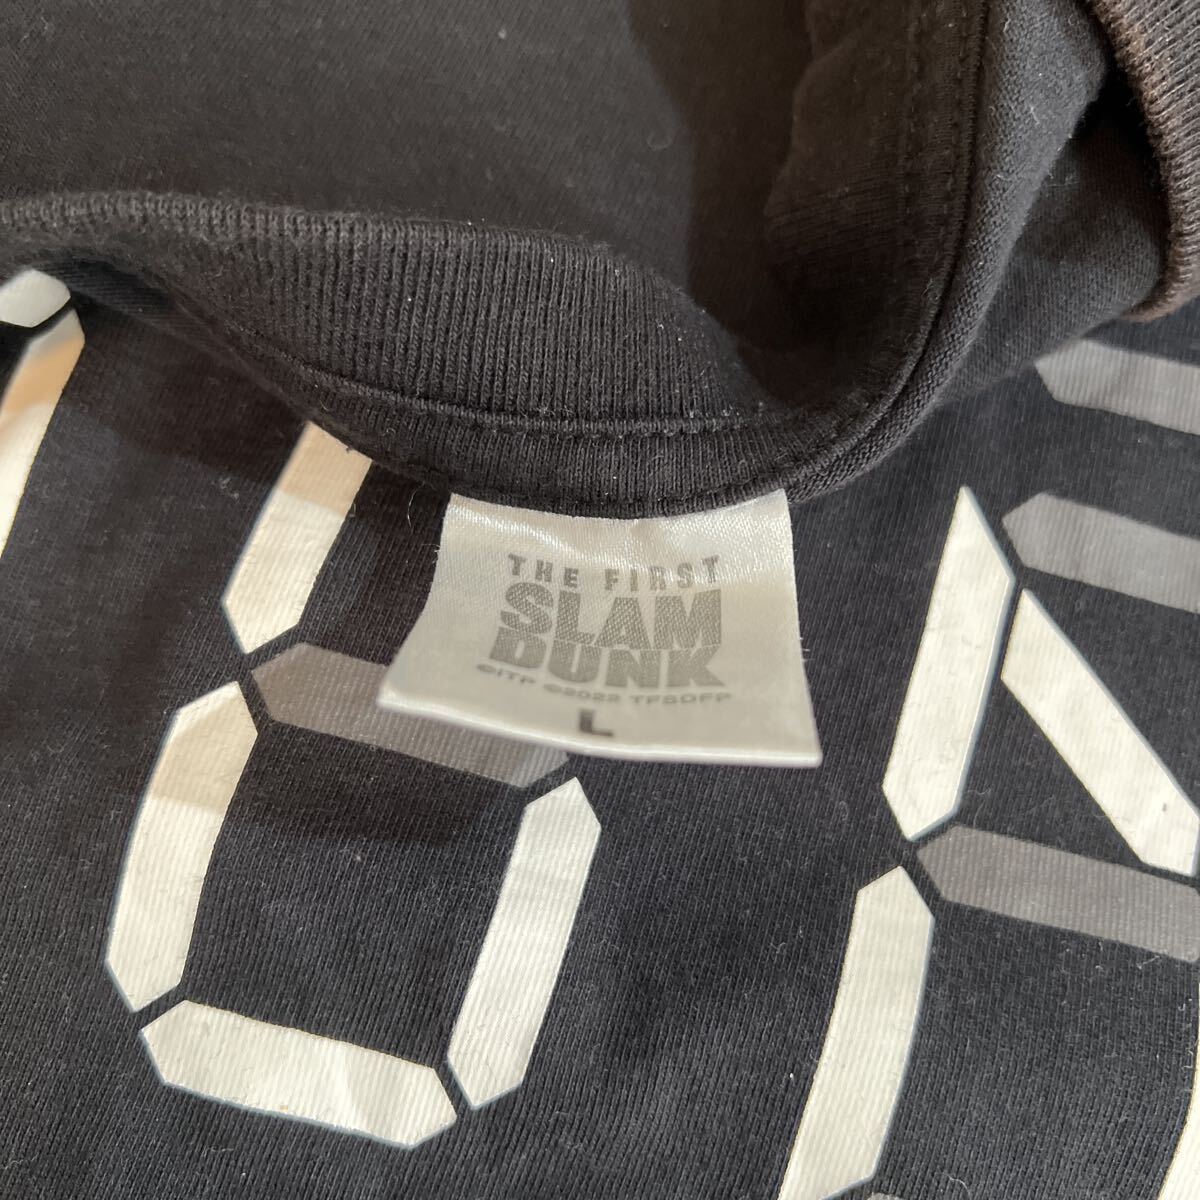 THE FIRST
SLAM
DUNK
©ITP ©2022 TFSDFP
L